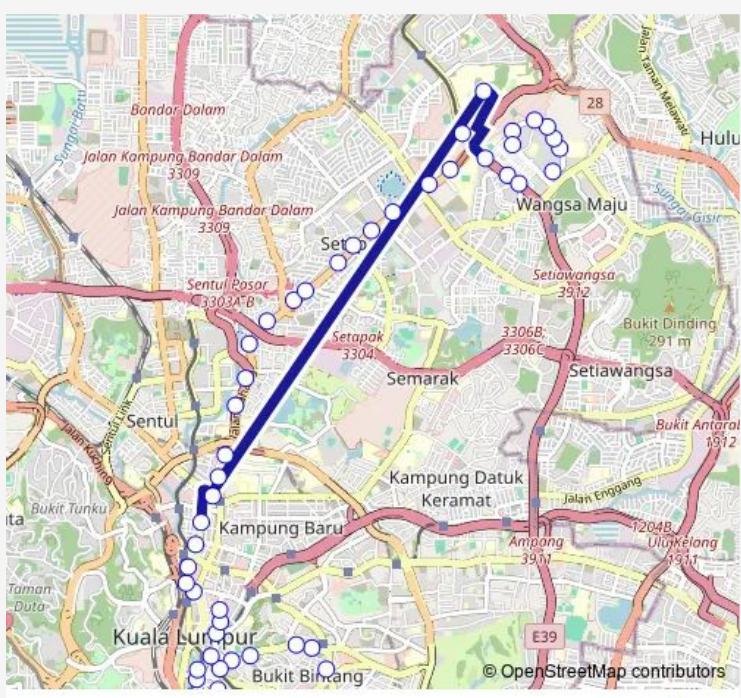 Sungai Batu
Bandar Dalam
28
Jalan Taman Melawati
Hulu
Jalan Kampung Bandar Dalam
3309
Jalan Kampung Bandar Dalam
3309
Wangsa Maju
Sungai Gisir
Setap
Sentul Pasar
3303A-B
Setiawangsa
3912
Bukit Dinding
291 m
Setapak
3304
3306B;
3306C
Semarak
Setiawangsa
Sentul Link
Sentul
Jalan Kuching
Bukit Antarab
1912
Kampung Datuk
Keramat
Jalan Enggang
Bukit Tunku
ta
Kampung Baru
1204B
Ampang
3911
Ulu Kelang
1911
Taman
Duta
Kuala Lumpur
E39
Bukit Bintang
© OpenStreetMap contributors